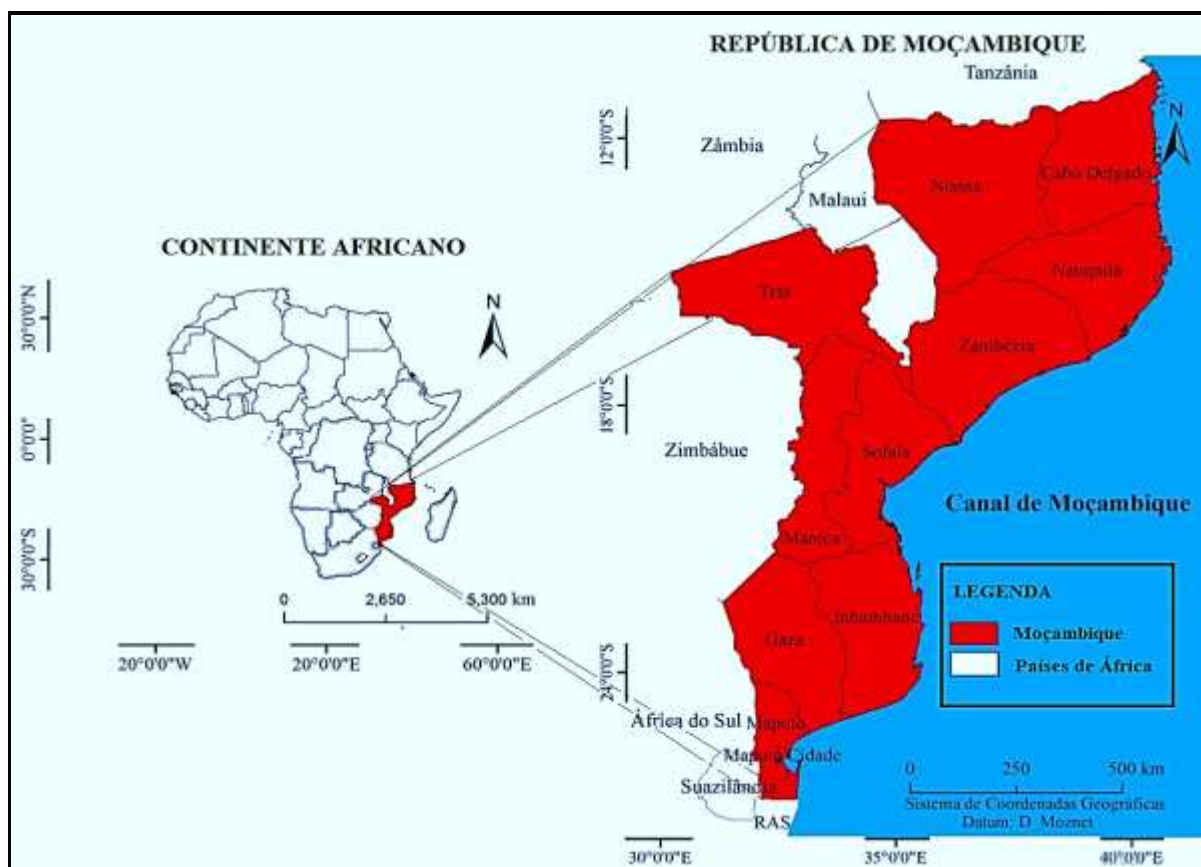 REPÚBLICA DE MOÇAMBIQUE
Tanzânia
N
12°0'0"S
Zâmbia
Malaui
Niassa
Cabo Delgado
Nampula
Tete
Zambézia
18°0'0"S
Zimbábue
Sofala
Manica
Canal de Moçambique
Inhambane
Gaza
24°0'0"S
África do Sul
Maputo
Maputo Cidade
Suazilândia
RAS
30°0'0"E
35°0'0"E
40°0'0"E
CONTINENTE AFRICANO
N
30°0'0"N
0°0'0"
30°0'0"S
0 2,650 5,300 km
20°0'0"W
20°0'0"E
60°0'0"E
LEGENDA
Moçambique
Países de África
0 250 500 km
Sistema de Coordenadas Geográficas
Datum: D_Moznet